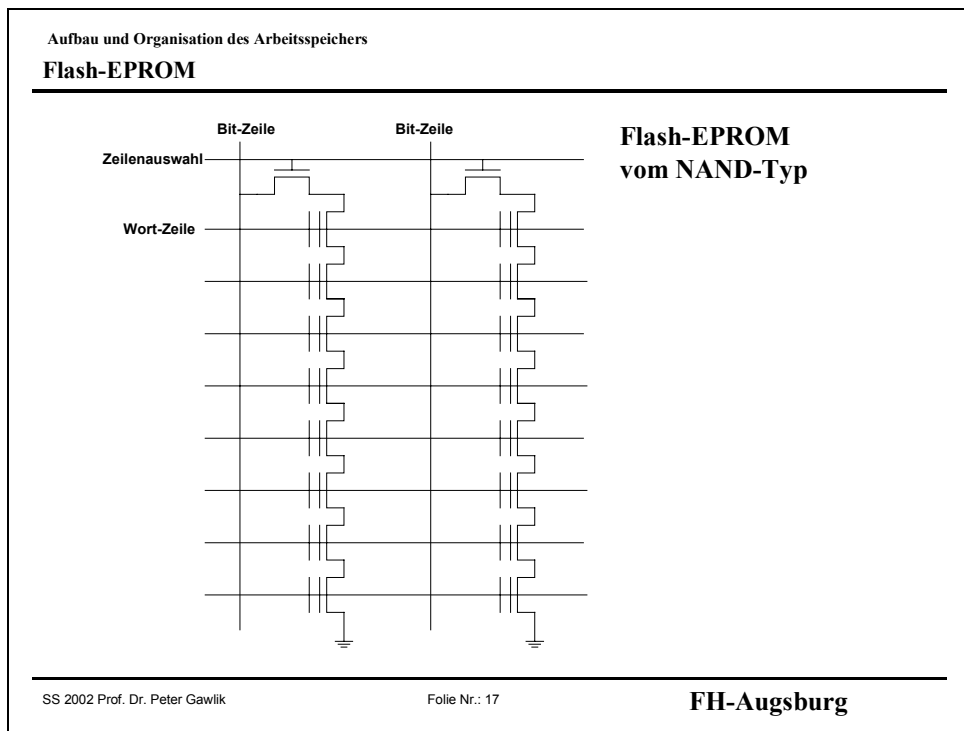 Aufbau und Organisation des Arbeitsspeichers
Flash-EPROM
Bit-Zeile Bit-Zeile
Flash-EPROM
vom NAND-Typ
Zeilenauswahl
Wort-Zeile
SS 2002 Prof. Dr. Peter Gawlik Folie Nr.: 17 FH-Augsburg